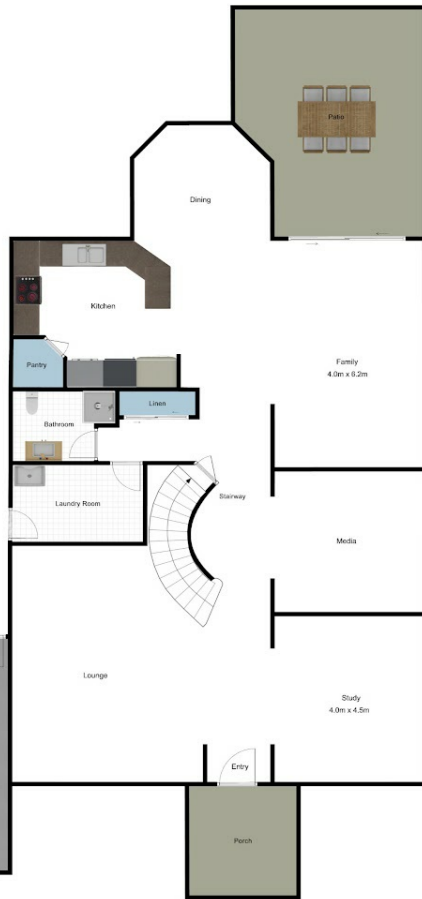 Patio
Dining
Kitchen
Family
4.0m x 6.2m
Pantry
Linen
Bathroom
Stairway
Laundry Room
Media
Lounge
Study
4.0m x 4.5m
Entry
Porch